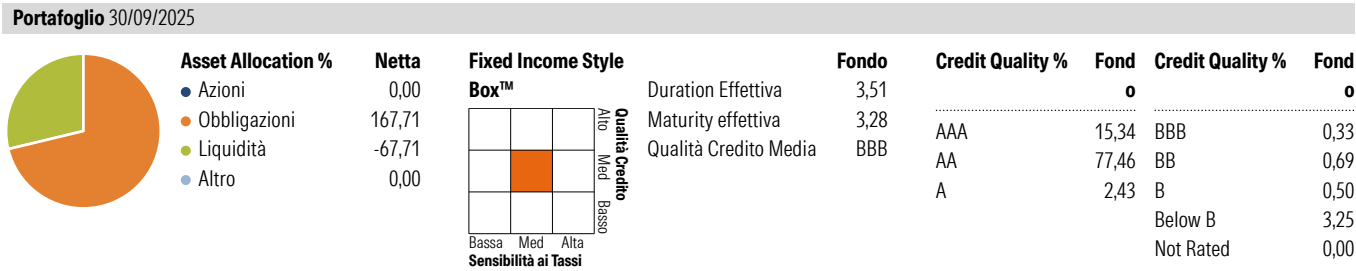 Portafoglio 30/09/2025
Asset Allocation % Netta
Azioni 0,00
Obbligazioni 167,71
Liquidità -67,71
Altro 0,00
Fixed Income Style
Box™
Alto Med Basso
Qualità Credito
Bassa Med Alta
Sensibilità ai Tassi
Fondo
Duration Effettiva 3,51
Maturity effettiva 3,28
Qualità Credito Media BBB
Credit Quality % Fond
o
AAA 15,34
AA 77,46
A 2,43
Credit Quality % Fond
o
BBB 0,33
BB 0,69
B 0,50
Below B 3,25
Not Rated 0,00